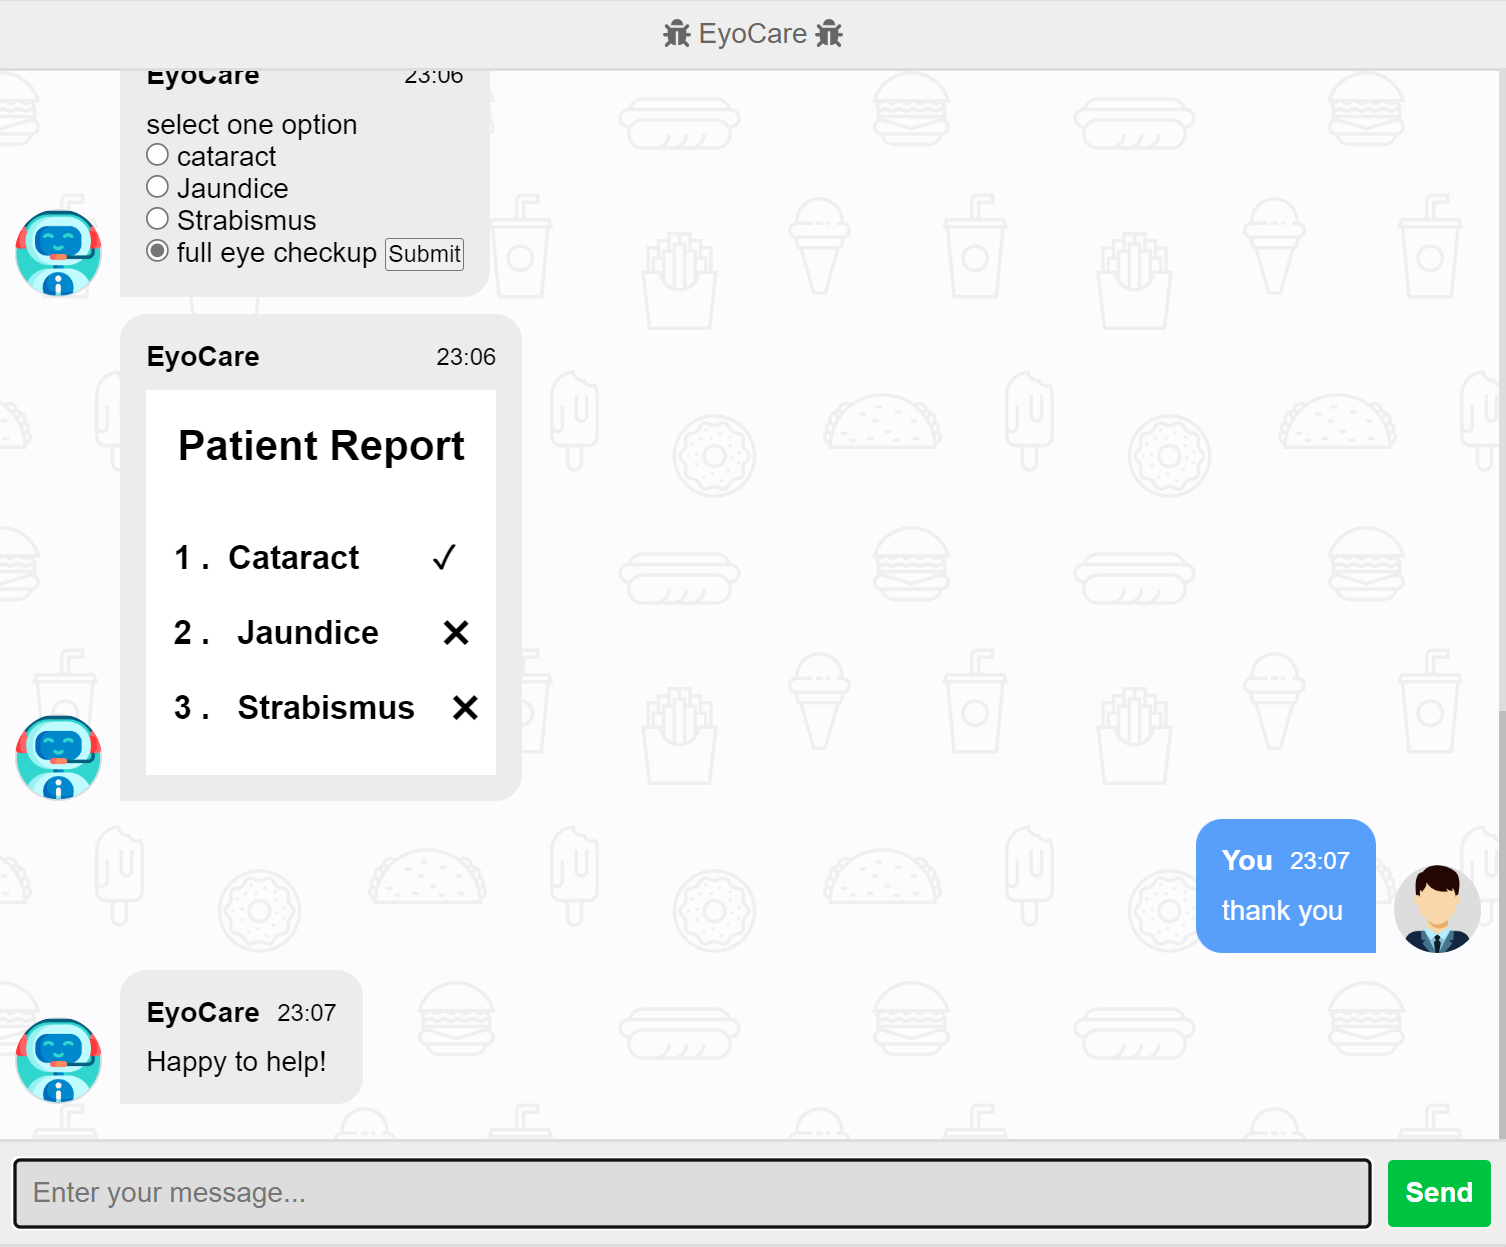 EyoCare
EyoCare 23:06
select one option
cataract
Jaundice
Strabismus
full eye checkup Submit
EyoCare 23:06
Patient Report
1 . Cataract ✓
2 . Jaundice ✕
3 . Strabismus ✕
You 23:07
thank you
EyoCare 23:07
Happy to help!
Enter your message...
Send